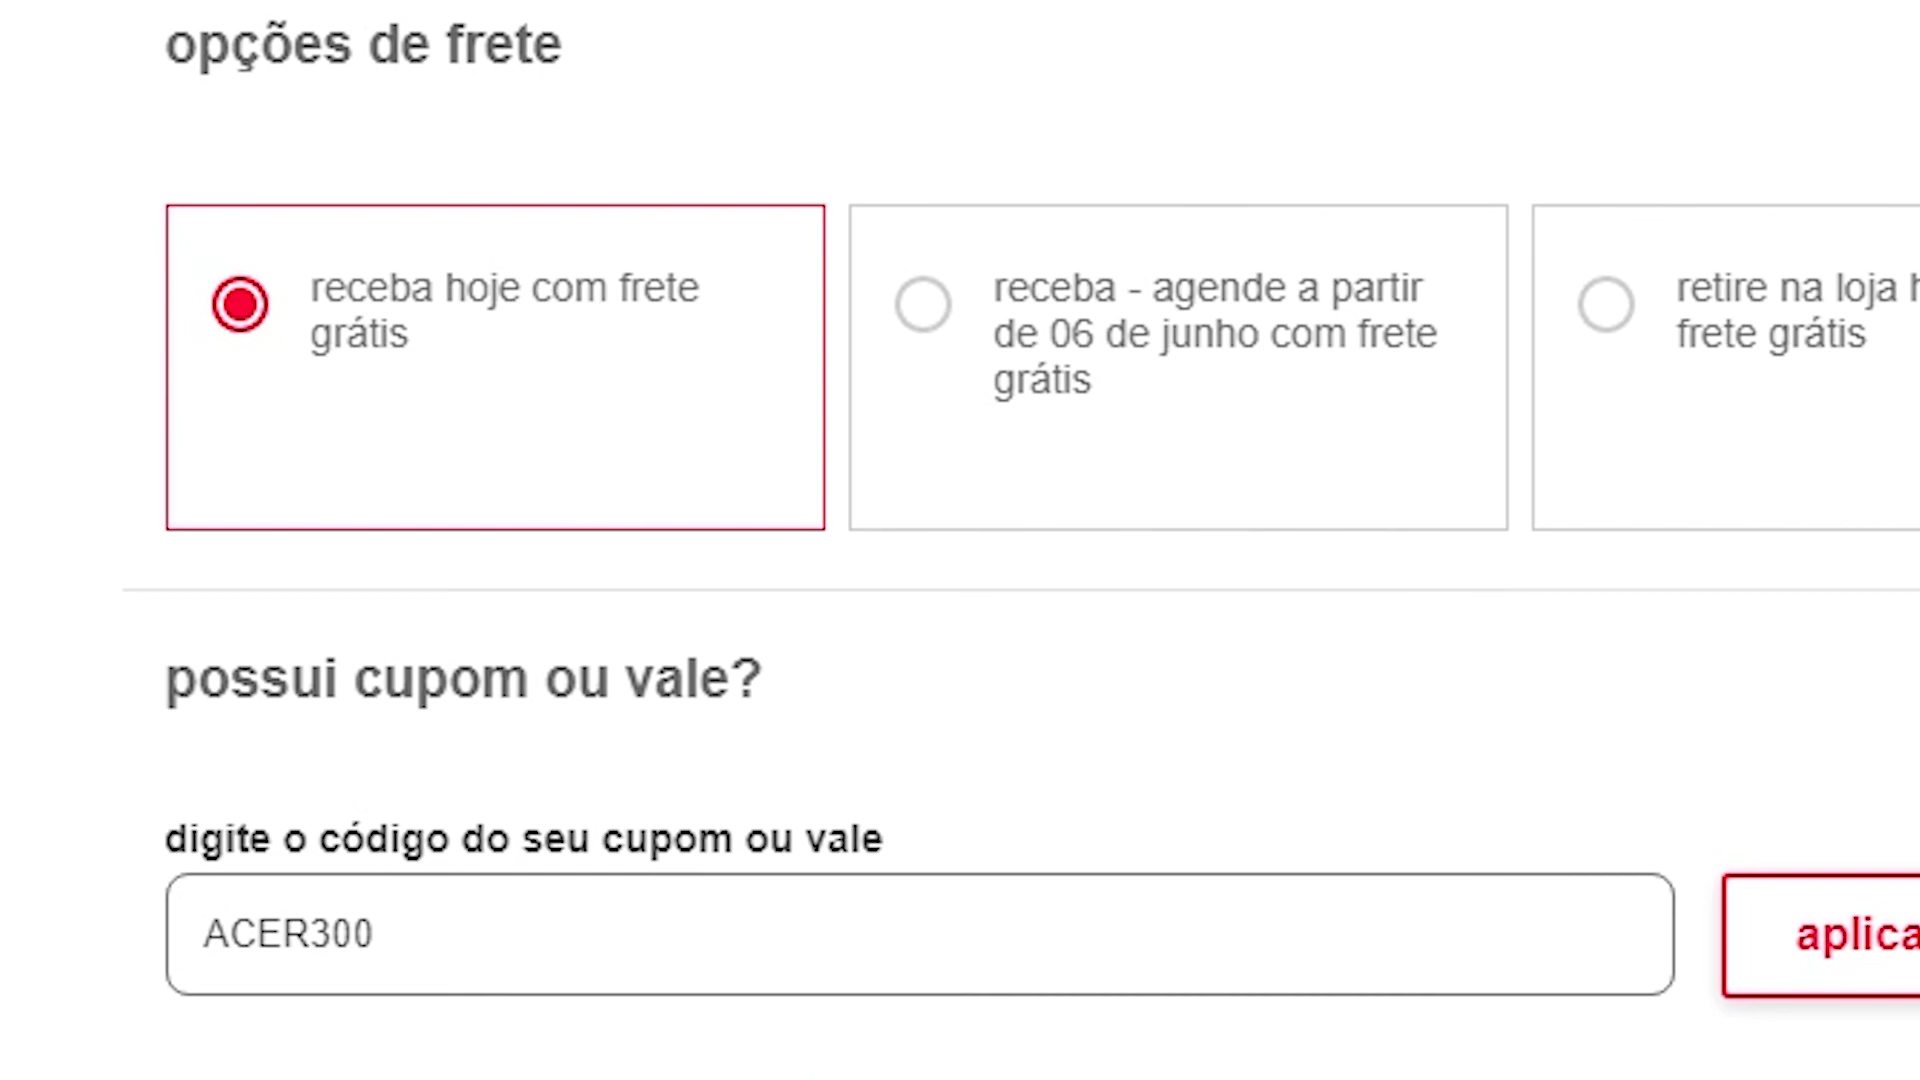 opções de frete
receba hoje com frete
grátis
receba - agende a partir
de 06 de junho com frete
grátis
retire na loja
frete grátis
possui cupom ou vale?
digite o código do seu cupom ou vale
ACER300
aplica